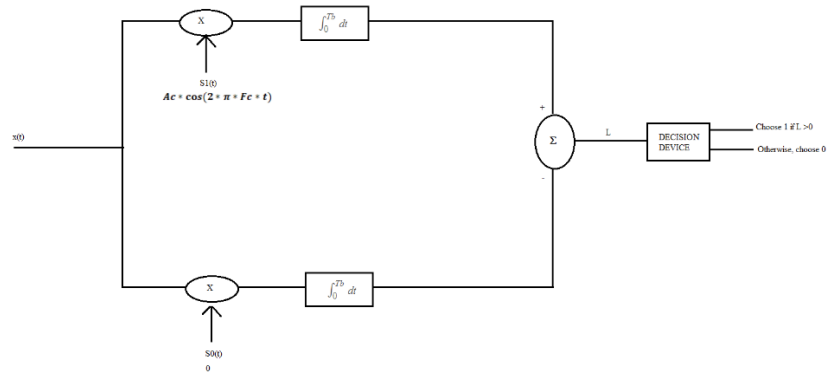 X
∫₀ᵀᵇ dt
S1(t)
Ac * cos(2 * π * Fc * t)
x(t)
+
Σ
-
L
DECISION
DEVICE
Choose 1 if L >0
Otherwise, choose 0
X
∫₀ᵀᵇ dt
S0(t)
0